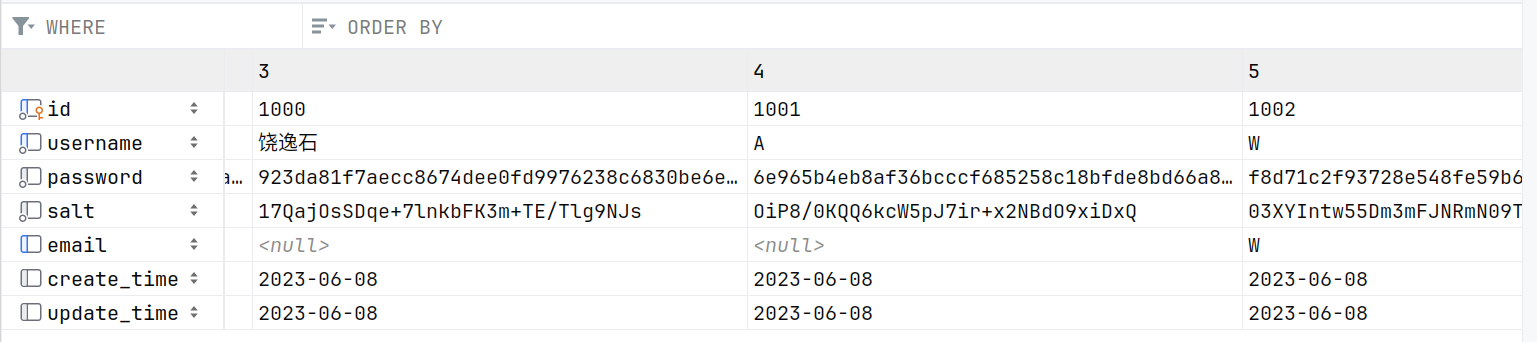 WHERE ORDER BY
3 4 5
id 1000 1001 1002
username 饶逸石 A W
password a… 923da81f7aecc8674dee0fd9976238c6830be6e… 6e965b4eb8af36bcccf685258c18bfde8bd66a8… f8d71c2f93728e548fe59b6
salt 17QajOsSDqe+7lnkbFK3m+TE/Tlg9NJs OiP8/0KQQ6kcW5pJ7ir+x2NBdO9xiDxQ 03XYIntw55Dm3mFJNRmN09T
email <null> <null> W
create_time 2023-06-08 2023-06-08 2023-06-08
update_time 2023-06-08 2023-06-08 2023-06-08